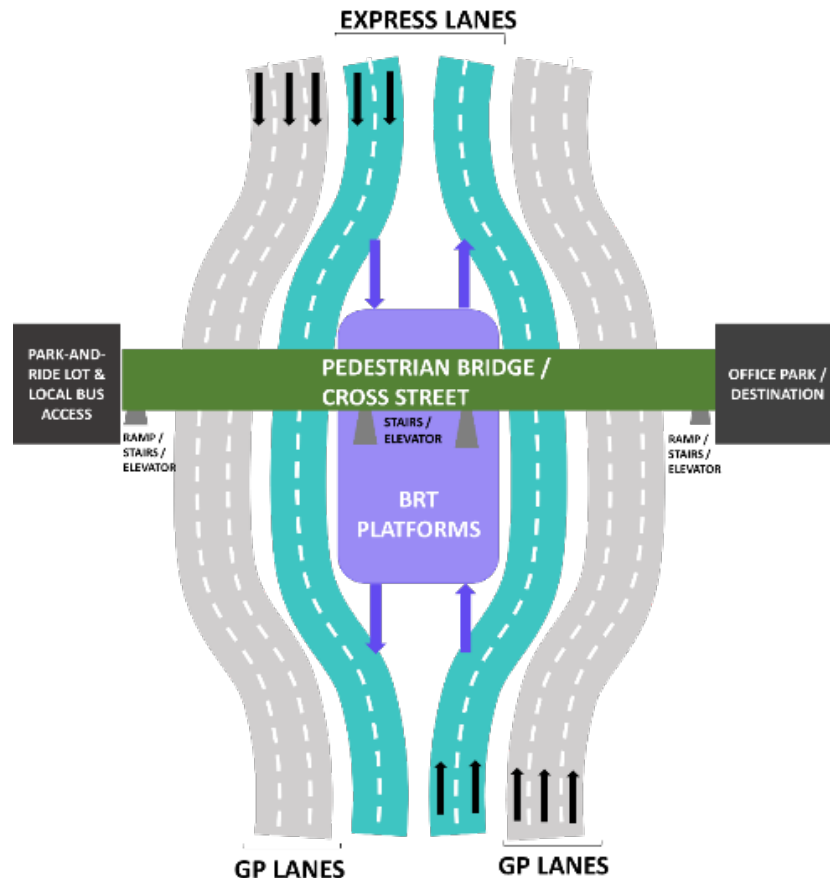 EXPRESS LANES
PARK-AND-
RIDE LOT &
LOCAL BUS
ACCESS
PEDESTRIAN BRIDGE /
CROSS STREET
OFFICE PARK /
DESTINATION
RAMP /
STAIRS /
ELEVATOR
STAIRS /
ELEVATOR
RAMP /
STAIRS /
ELEVATOR
BRT
PLATFORMS
GP LANES
GP LANES